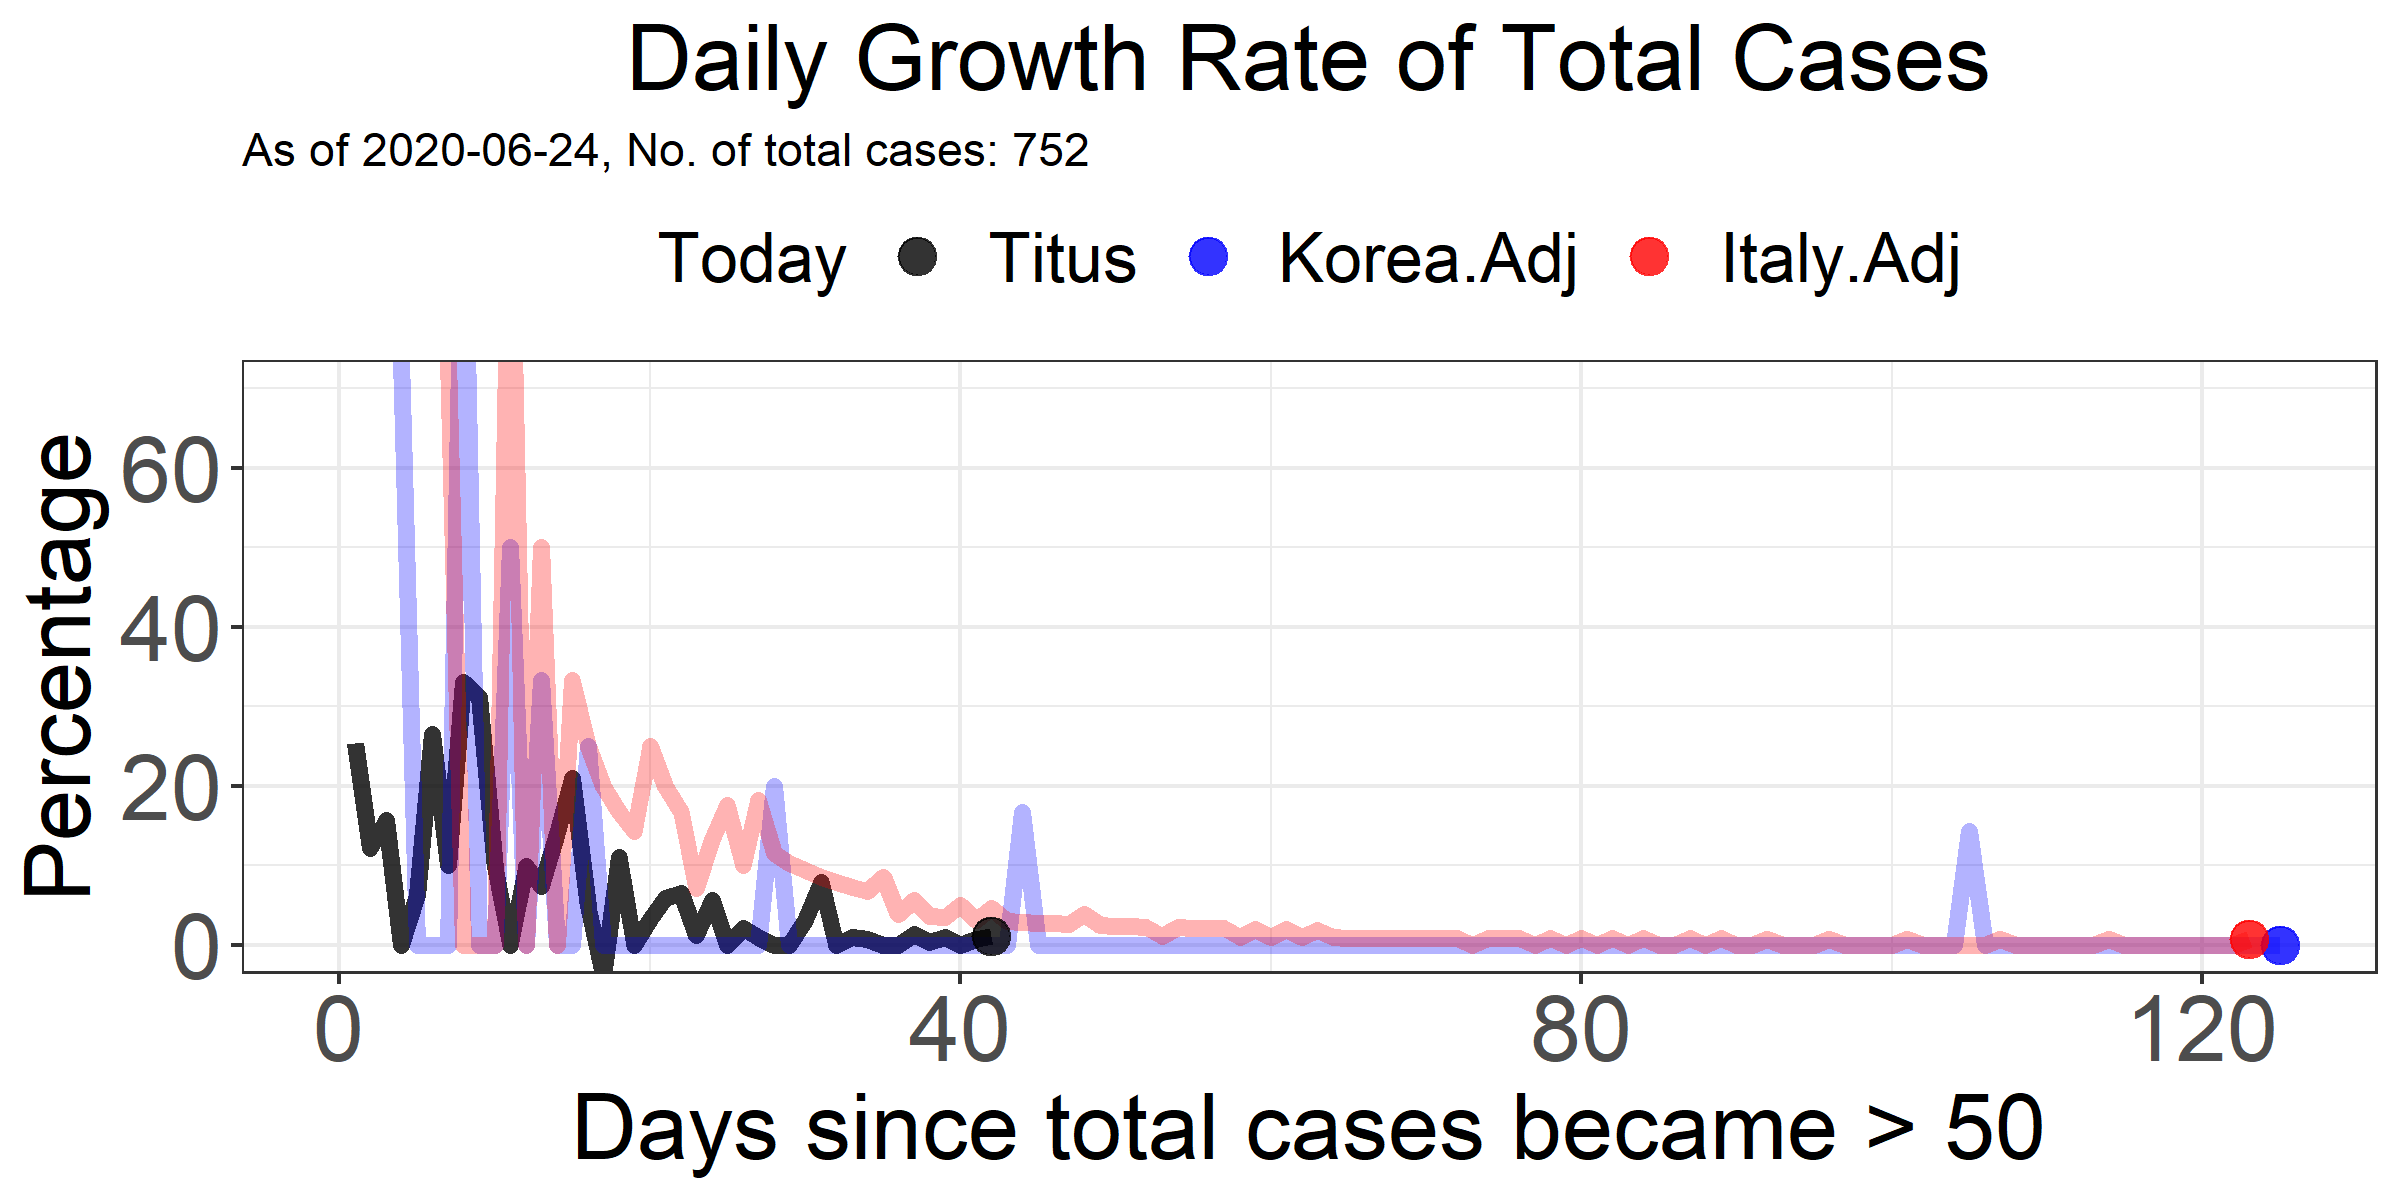 Daily Growth Rate of Total Cases
As of 2020-06-24, No. of total cases: 752
Today Titus Korea.Adj Italy.Adj
Percentage
60
40
20
0
0 40 80 120
Days since total cases became > 50